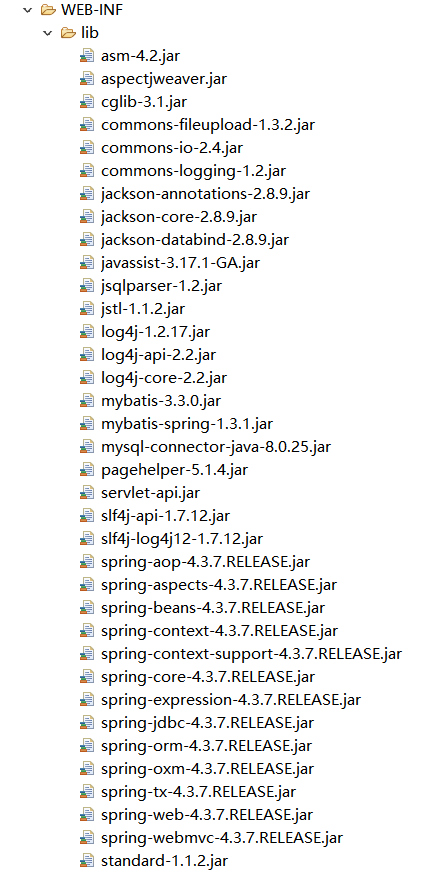 WEB-INF
lib
asm-4.2.jar
aspectjweaver.jar
cglib-3.1.jar
commons-fileupload-1.3.2.jar
commons-io-2.4.jar
commons-logging-1.2.jar
jackson-annotations-2.8.9.jar
jackson-core-2.8.9.jar
jackson-databind-2.8.9.jar
javassist-3.17.1-GA.jar
jsqlparser-1.2.jar
jstl-1.1.2.jar
log4j-1.2.17.jar
log4j-api-2.2.jar
log4j-core-2.2.jar
mybatis-3.3.0.jar
mybatis-spring-1.3.1.jar
mysql-connector-java-8.0.25.jar
pagehelper-5.1.4.jar
servlet-api.jar
slf4j-api-1.7.12.jar
slf4j-log4j12-1.7.12.jar
spring-aop-4.3.7.RELEASE.jar
spring-aspects-4.3.7.RELEASE.jar
spring-beans-4.3.7.RELEASE.jar
spring-context-4.3.7.RELEASE.jar
spring-context-support-4.3.7.RELEASE.jar
spring-core-4.3.7.RELEASE.jar
spring-expression-4.3.7.RELEASE.jar
spring-jdbc-4.3.7.RELEASE.jar
spring-orm-4.3.7.RELEASE.jar
spring-oxm-4.3.7.RELEASE.jar
spring-tx-4.3.7.RELEASE.jar
spring-web-4.3.7.RELEASE.jar
spring-webmvc-4.3.7.RELEASE.jar
standard-1.1.2.jar